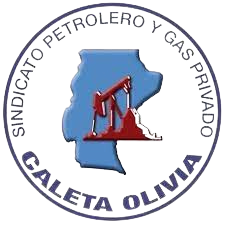 SINDICATO PETROLERO Y GAS PRIVADO
CALETA OLIVIA